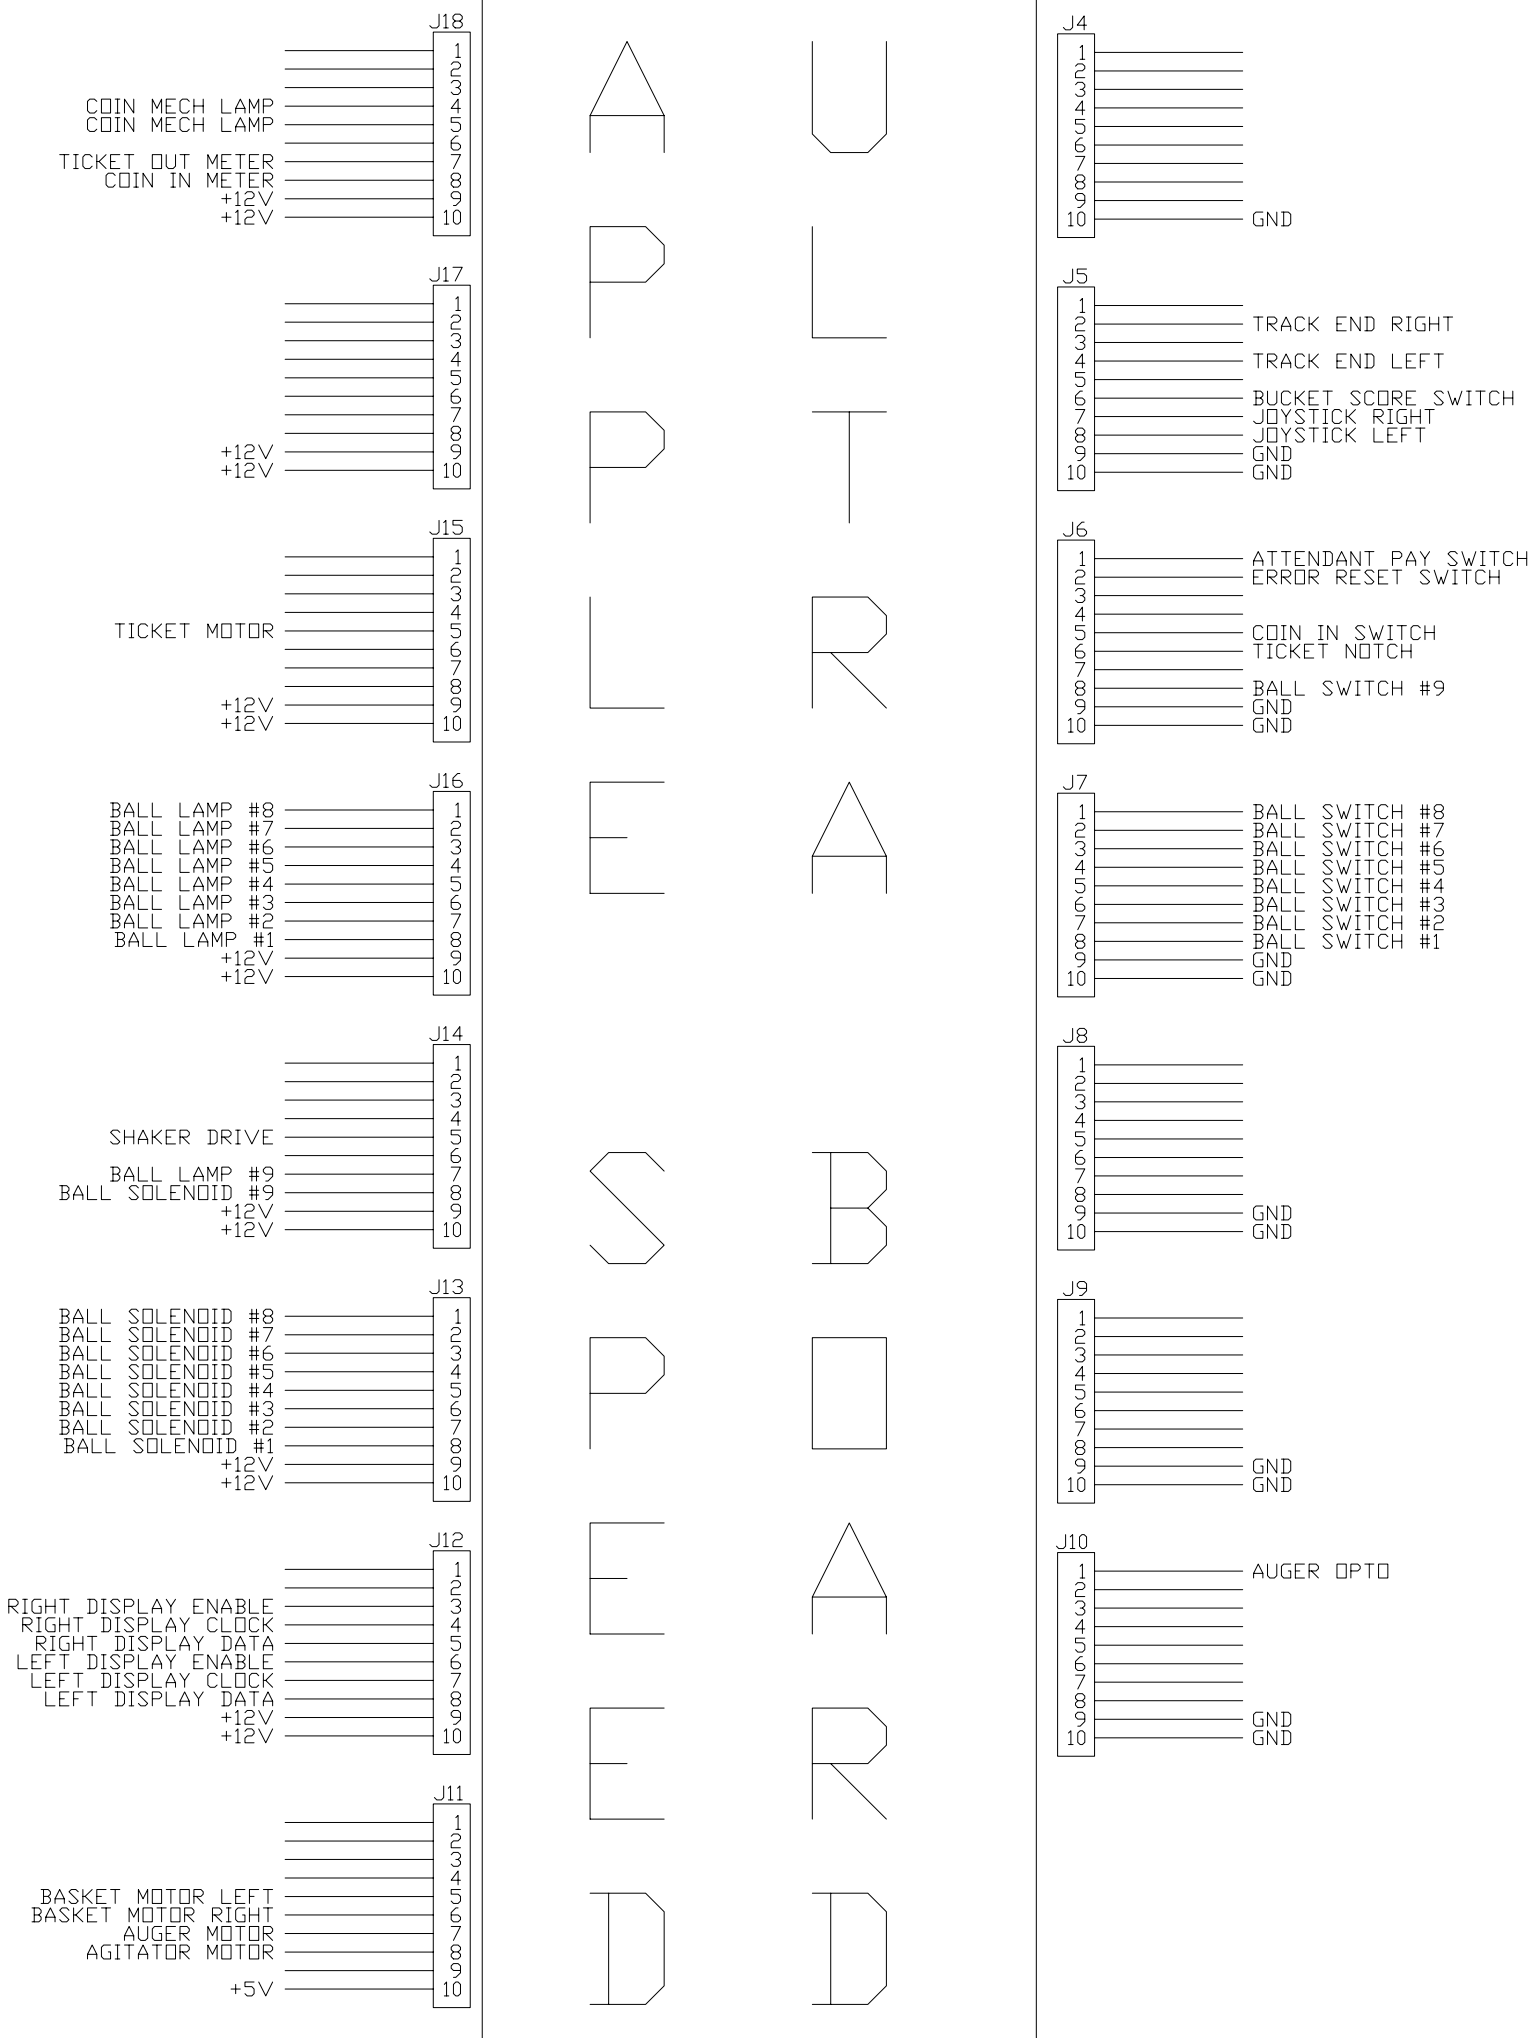 J18
1
2
3
COIN MECH LAMP 4
COIN MECH LAMP 5
6
TICKET OUT METER 7
COIN IN METER 8
+12V 9
+12V 10
J17
1
2
3
4
5
6
7
8
+12V 9
+12V 10
J15
1
2
3
4
TICKET MOTOR 5
6
7
8
+12V 9
+12V 10
J16
BALL LAMP #8 1
BALL LAMP #7 2
BALL LAMP #6 3
BALL LAMP #5 4
BALL LAMP #4 5
BALL LAMP #3 6
BALL LAMP #2 7
BALL LAMP #1 8
+12V 9
+12V 10
J14
1
2
3
4
SHAKER DRIVE 5
6
BALL LAMP #9 7
BALL SOLENOID #9 8
+12V 9
+12V 10
J13
BALL SOLENOID #8 1
BALL SOLENOID #7 2
BALL SOLENOID #6 3
BALL SOLENOID #5 4
BALL SOLENOID #4 5
BALL SOLENOID #3 6
BALL SOLENOID #2 7
BALL SOLENOID #1 8
+12V 9
+12V 10
J12
1
2
RIGHT DISPLAY ENABLE 3
RIGHT DISPLAY CLOCK 4
RIGHT DISPLAY DATA 5
LEFT DISPLAY ENABLE 6
LEFT DISPLAY CLOCK 7
LEFT DISPLAY DATA 8
+12V 9
+12V 10
J11
1
2
3
4
BASKET MOTOR LEFT 5
BASKET MOTOR RIGHT 6
AUGER MOTOR 7
AGITATOR MOTOR 8
9
+5V 10
APPLE SPEED
ULTRA BOARD
J4
1
2
3
4
5
6
7
8
9
10 GND
J5
1
2 TRACK END RIGHT
3
4 TRACK END LEFT
5
6 BUCKET SCORE SWITCH
7 JOYSTICK RIGHT
8 JOYSTICK LEFT
9 GND
10 GND
J6
1 ATTENDANT PAY SWITCH
2 ERROR RESET SWITCH
3
4
5 COIN IN SWITCH
6 TICKET NOTCH
7
8 BALL SWITCH #9
9 GND
10 GND
J7
1 BALL SWITCH #8
2 BALL SWITCH #7
3 BALL SWITCH #6
4 BALL SWITCH #5
5 BALL SWITCH #4
6 BALL SWITCH #3
7 BALL SWITCH #2
8 BALL SWITCH #1
9 GND
10 GND
J8
1
2
3
4
5
6
7
8
9 GND
10 GND
J9
1
2
3
4
5
6
7
8
9 GND
10 GND
J10
1 AUGER OPTO
2
3
4
5
6
7
8
9 GND
10 GND